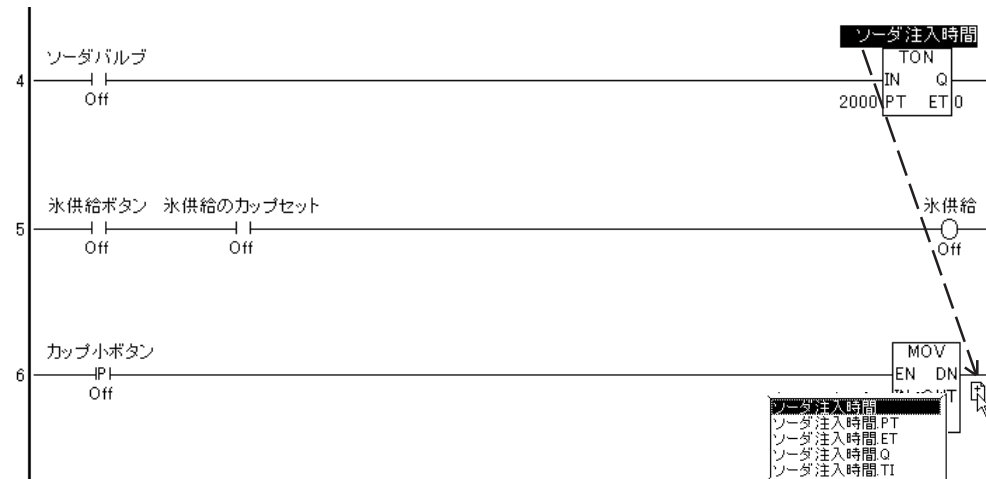 ソーダ注入時間
ソーダバルブ
TON
4
IN Q
Off
2000 PT ET 0
氷供給ボタン 氷供給のカップセット 氷供給
5
Off Off Off
カップ小ボタン
MOV
6
P
EN DN
Off
ソーダ注入時間
ソーダ注入時間.PT
ソーダ注入時間.ET
ソーダ注入時間.Q
ソーダ注入時間.TI